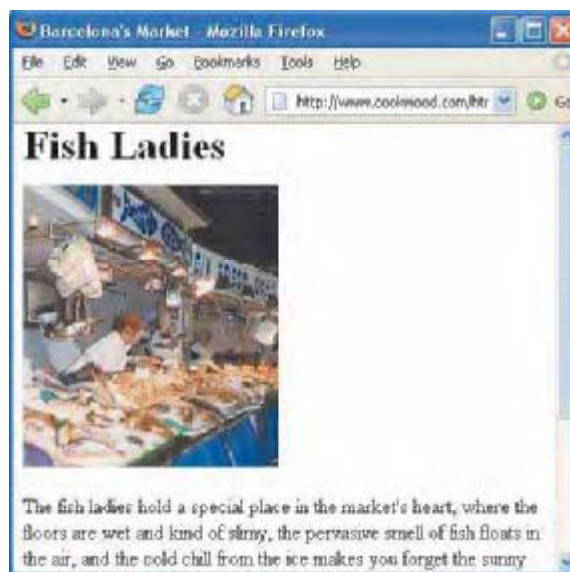 Barcelona's Market - Mozilla Firefox
File Edit View Go Bookmarks Tools Help
http://www.cookwood.com/htr Go
Fish Ladies
The fish ladies hold a special place in the market's heart, where the
floors are wet and kind of slimy, the pervasive smell of fish floats in
the air, and the cold chill from the ice makes you forget the sunny